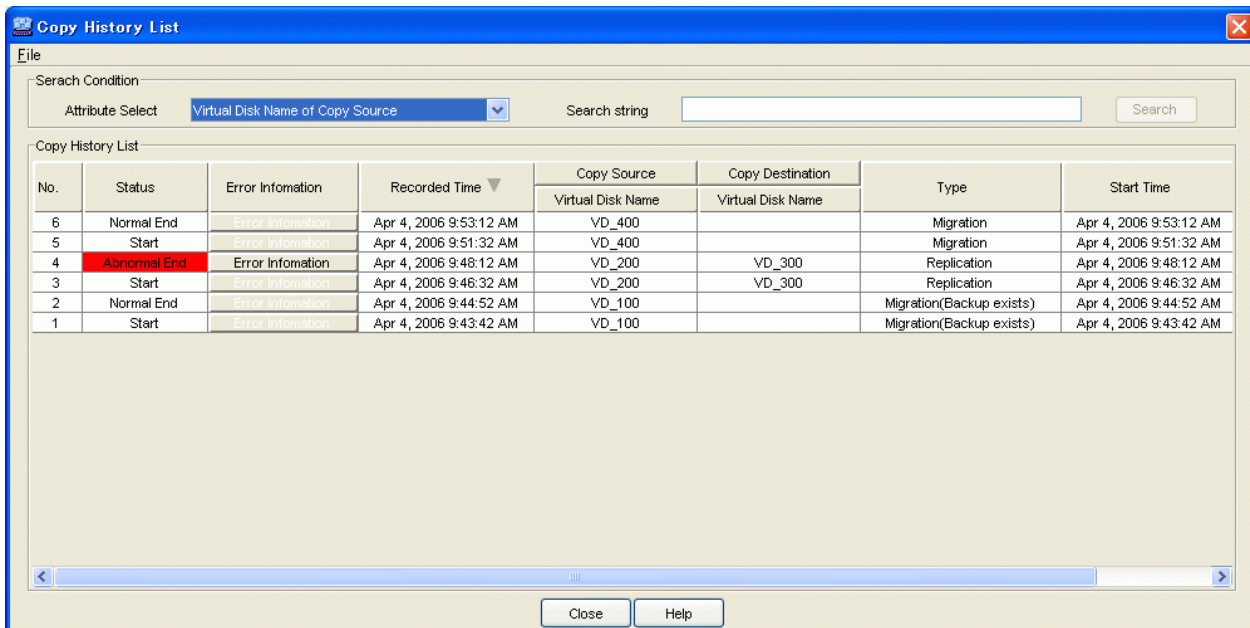 Copy History List
File
Serach Condition
Attribute Select Virtual Disk Name of Copy Source Search string Search
Copy History List
No. Status Error Infomation Recorded Time Copy Source Virtual Disk Name Copy Destination Virtual Disk Name Type Start Time
6 Normal End Error Infomation Apr 4, 2006 9:53:12 AM VD_400 Migration Apr 4, 2006 9:53:12 AM
5 Start Error Infomation Apr 4, 2006 9:51:32 AM VD_400 Migration Apr 4, 2006 9:51:32 AM
4 Abnormal End Error Infomation Apr 4, 2006 9:48:12 AM VD_200 VD_300 Replication Apr 4, 2006 9:48:12 AM
3 Start Error Infomation Apr 4, 2006 9:46:32 AM VD_200 VD_300 Replication Apr 4, 2006 9:46:32 AM
2 Normal End Error Infomation Apr 4, 2006 9:44:52 AM VD_100 Migration(Backup exists) Apr 4, 2006 9:44:52 AM
1 Start Error Infomation Apr 4, 2006 9:43:42 AM VD_100 Migration(Backup exists) Apr 4, 2006 9:43:42 AM
Close Help